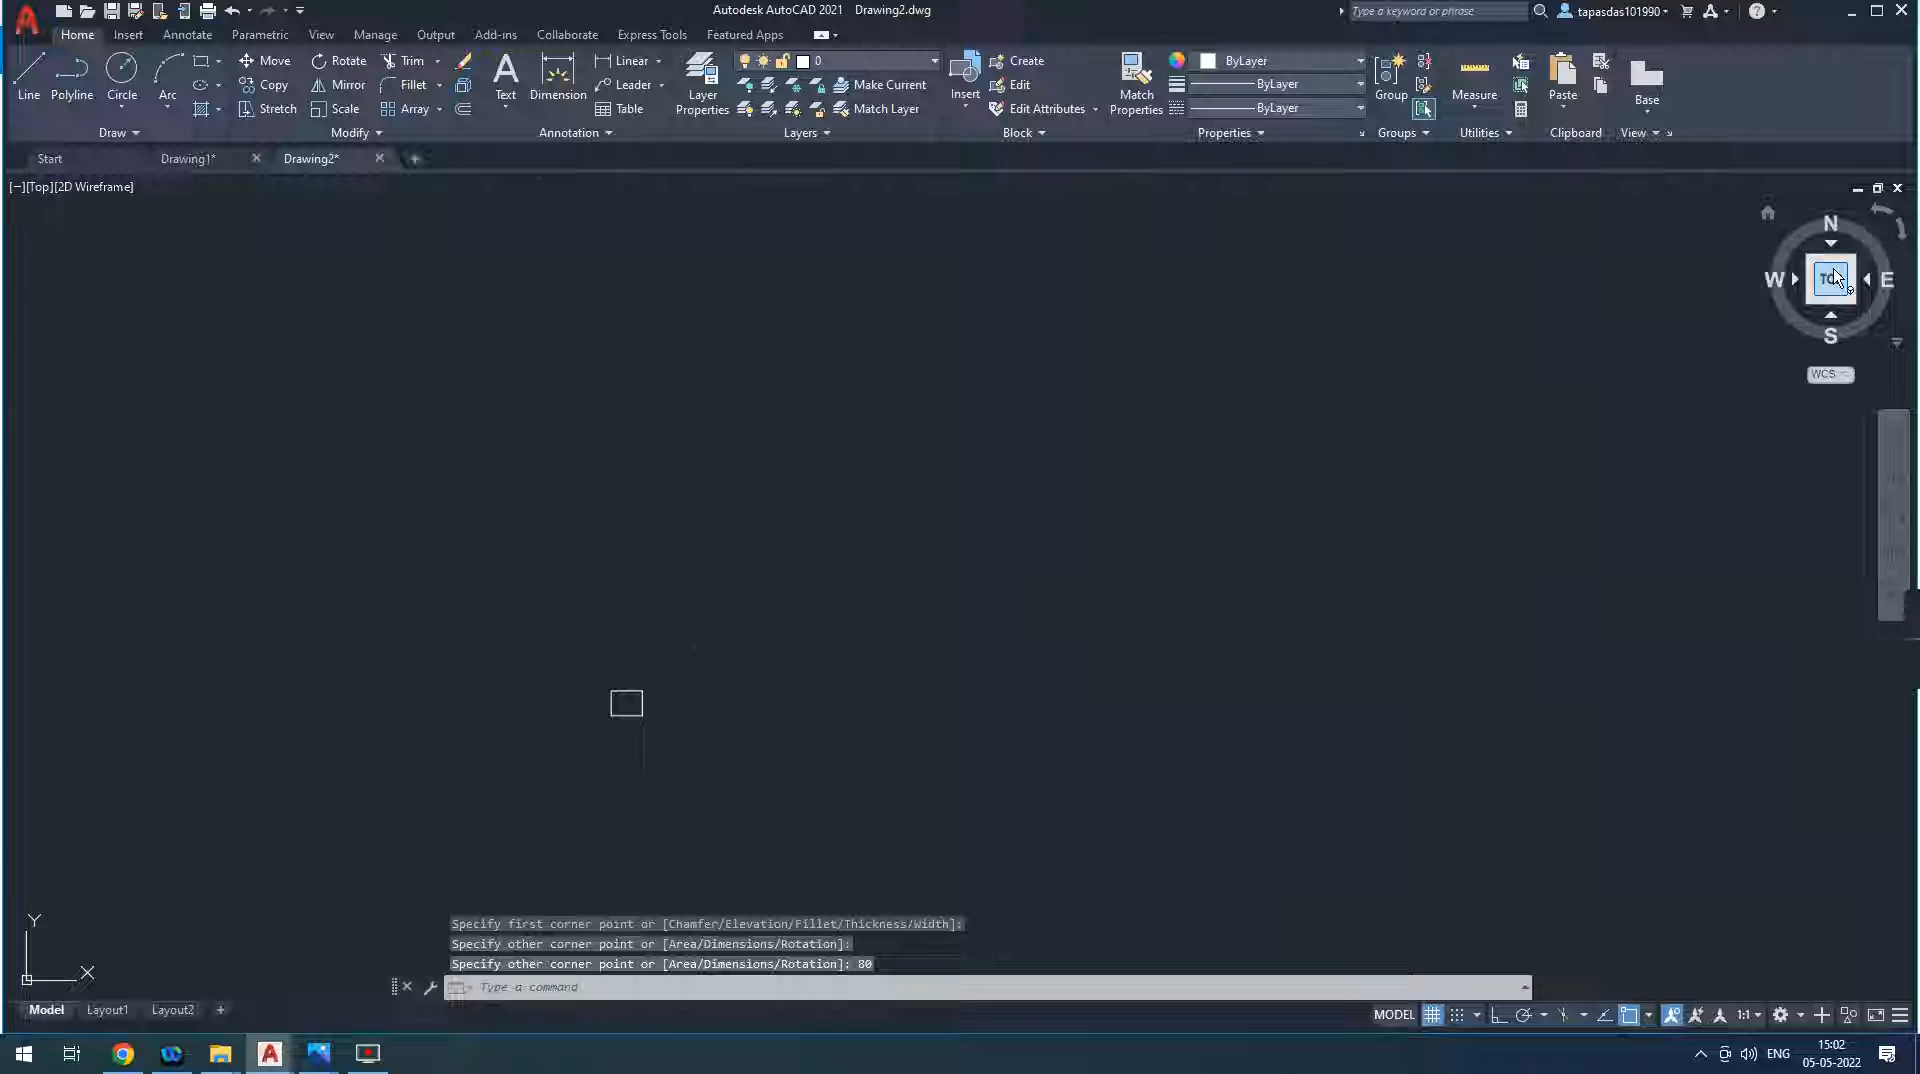 Autodesk AutoCAD 2021 Drawing2.dwg
Type a keyword or phrase
tapasdas101990
Home Insert Annotate Parametric View Manage Output Add-ins Collaborate Express Tools Featured Apps
Line Polyline Circle Arc
Move Rotate Trim
Copy Mirror Fillet
Stretch Scale Array
Text Dimension
Linear
Leader
Table
Layer Properties
0
Make Current
Match Layer
Insert
Create
Edit
Edit Attributes
Match Properties
ByLayer
ByLayer
ByLayer
Group Measure Paste Base
Draw Modify Annotation Layers Block Properties Groups Utilities Clipboard View
Start Drawing1* Drawing2*
[−][Top][2D Wireframe]
N
W E
S
WCS
Y
X
Specify first corner point or [Chamfer/Elevation/Fillet/Thickness/Width]:
Specify other corner point or [Area/Dimensions/Rotation]:
Specify other corner point or [Area/Dimensions/Rotation]: 80
Type a command
Model Layout1 Layout2
MODEL 1:1
ENG
15:02
05-05-2022